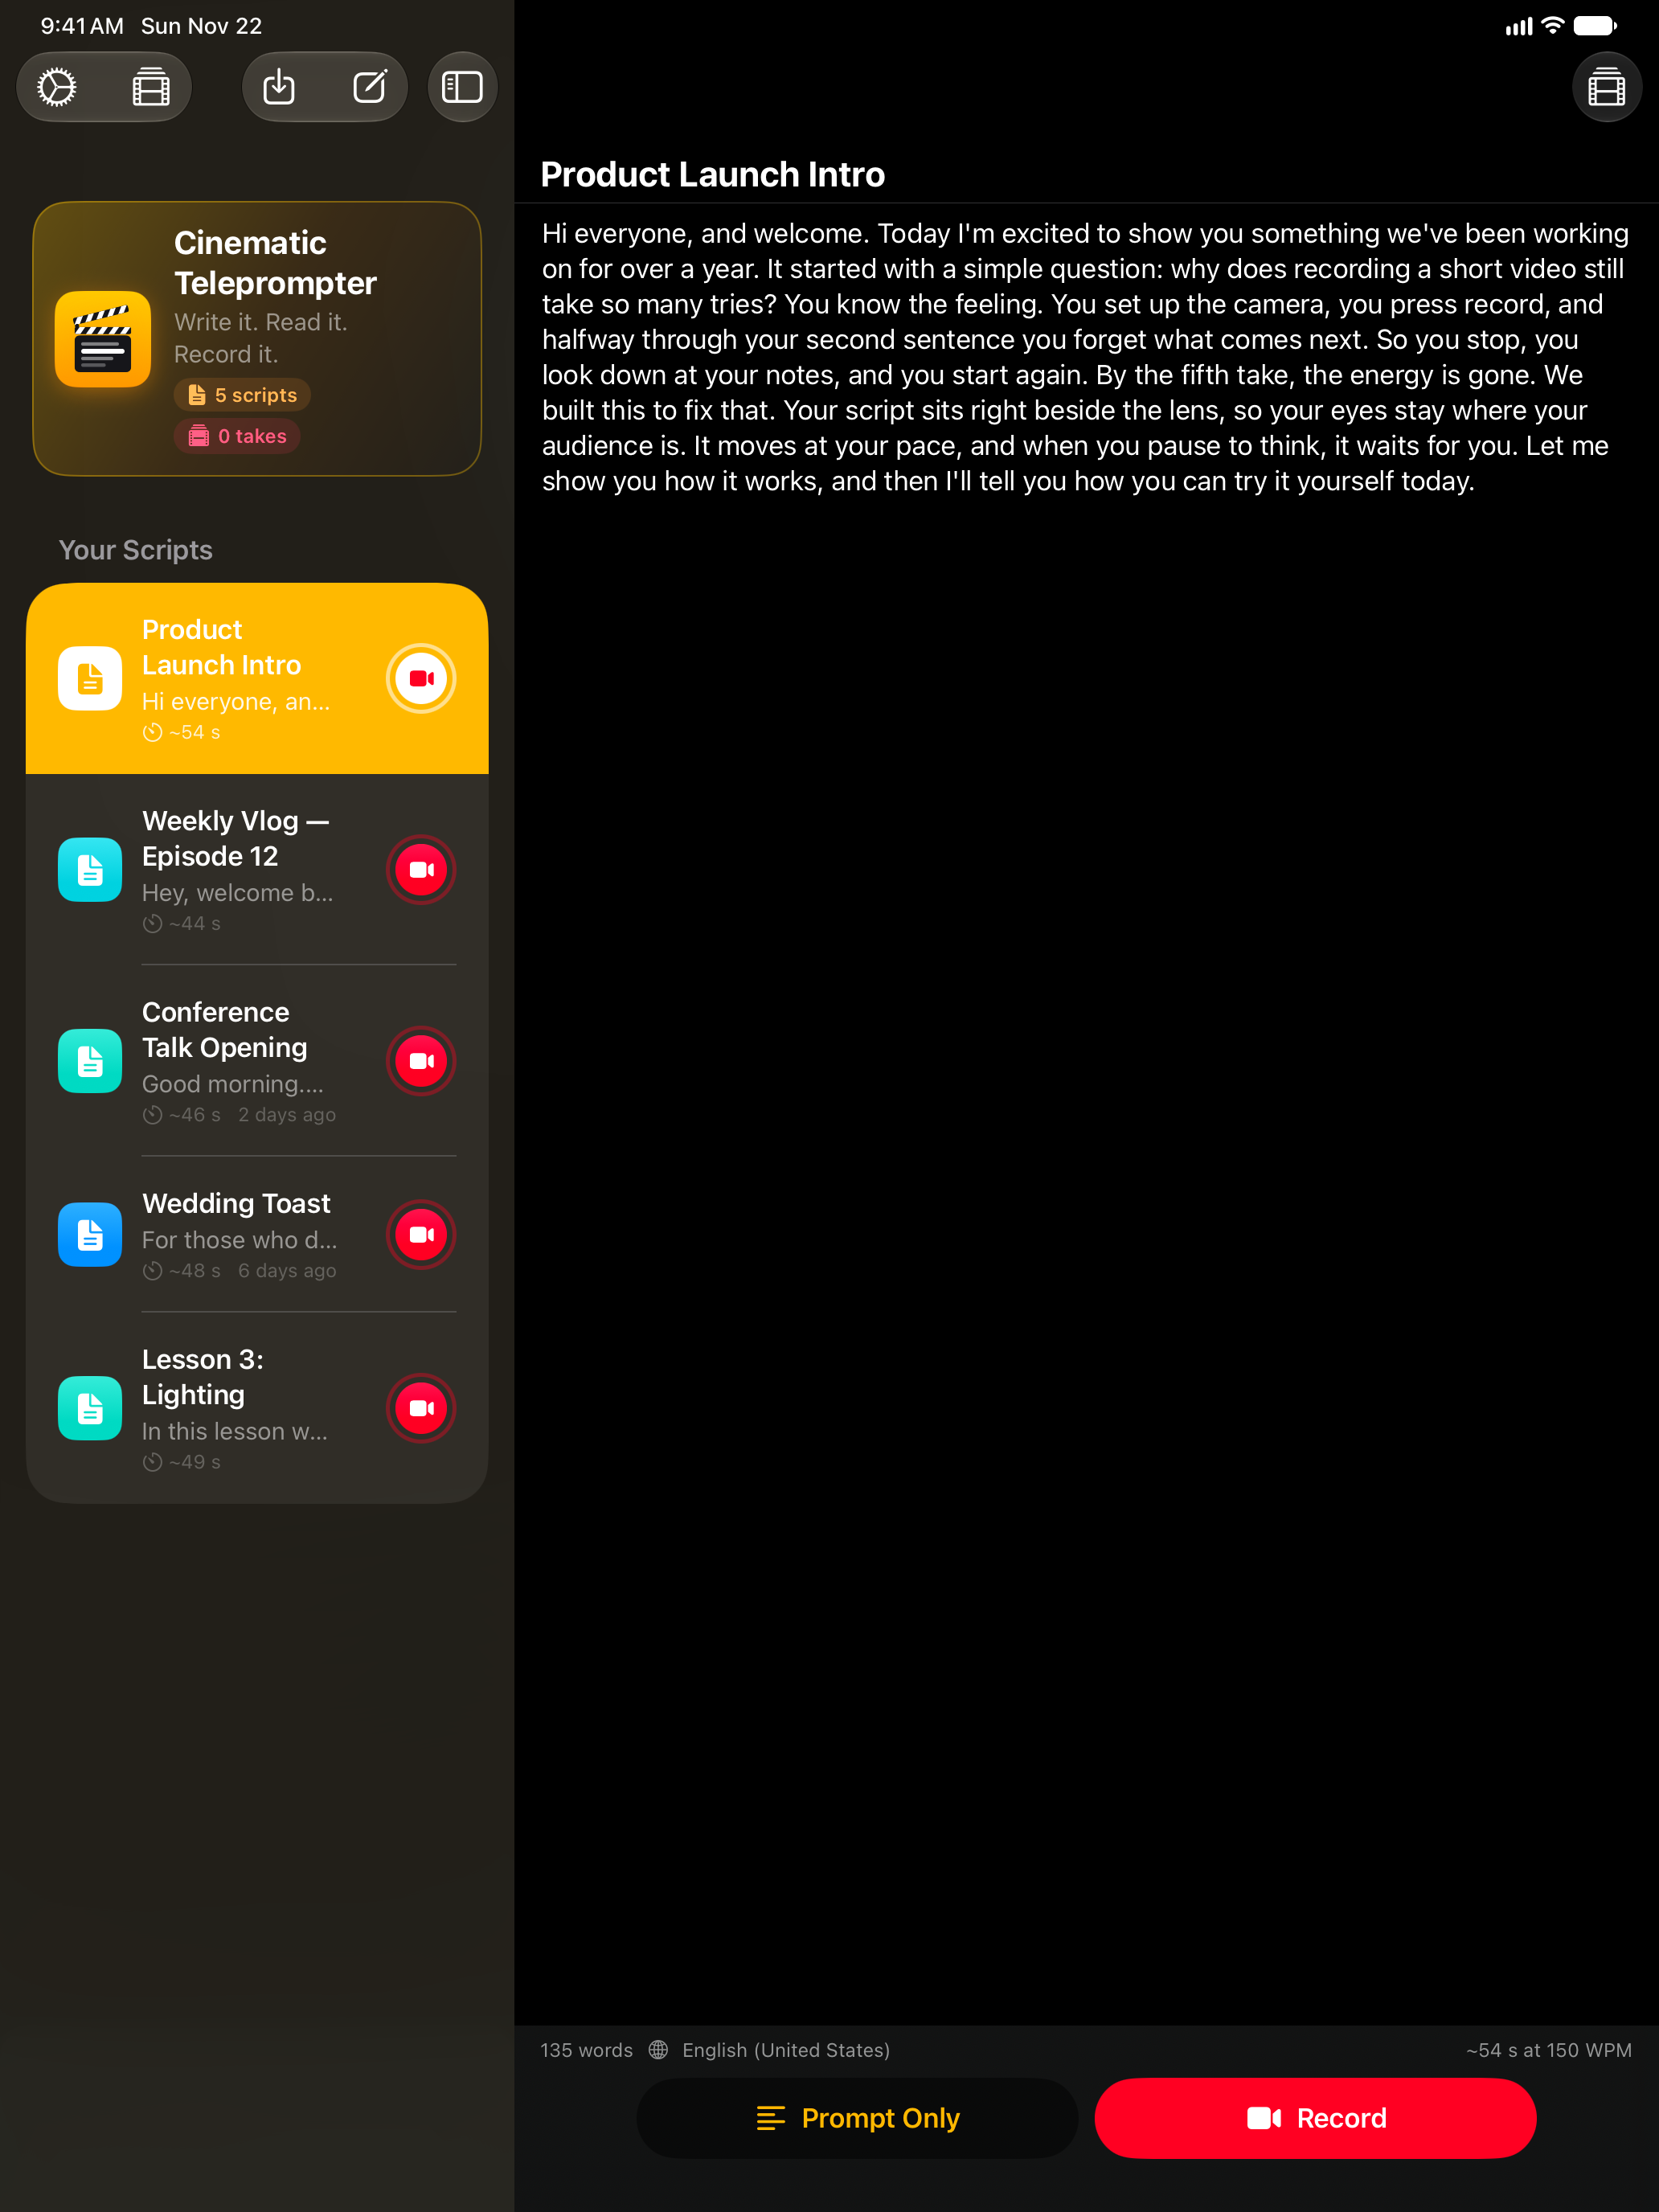 9:41 AM Sun Nov 22
Cinematic
Teleprompter
Write it. Read it.
Record it.
5 scripts
0 takes
Your Scripts
Product
Launch Intro
Hi everyone, an...
~54 s
Weekly Vlog —
Episode 12
Hey, welcome b...
~44 s
Conference
Talk Opening
Good morning....
~46 s 2 days ago
Wedding Toast
For those who d...
~48 s 6 days ago
Lesson 3:
Lighting
In this lesson w...
~49 s
Product Launch Intro
Hi everyone, and welcome. Today I'm excited to show you something we've been working
on for over a year. It started with a simple question: why does recording a short video still
take so many tries? You know the feeling. You set up the camera, you press record, and
halfway through your second sentence you forget what comes next. So you stop, you
look down at your notes, and you start again. By the fifth take, the energy is gone. We
built this to fix that. Your script sits right beside the lens, so your eyes stay where your
audience is. It moves at your pace, and when you pause to think, it waits for you. Let me
show you how it works, and then I'll tell you how you can try it yourself today.
135 words English (United States) ~54 s at 150 WPM
Prompt Only
Record